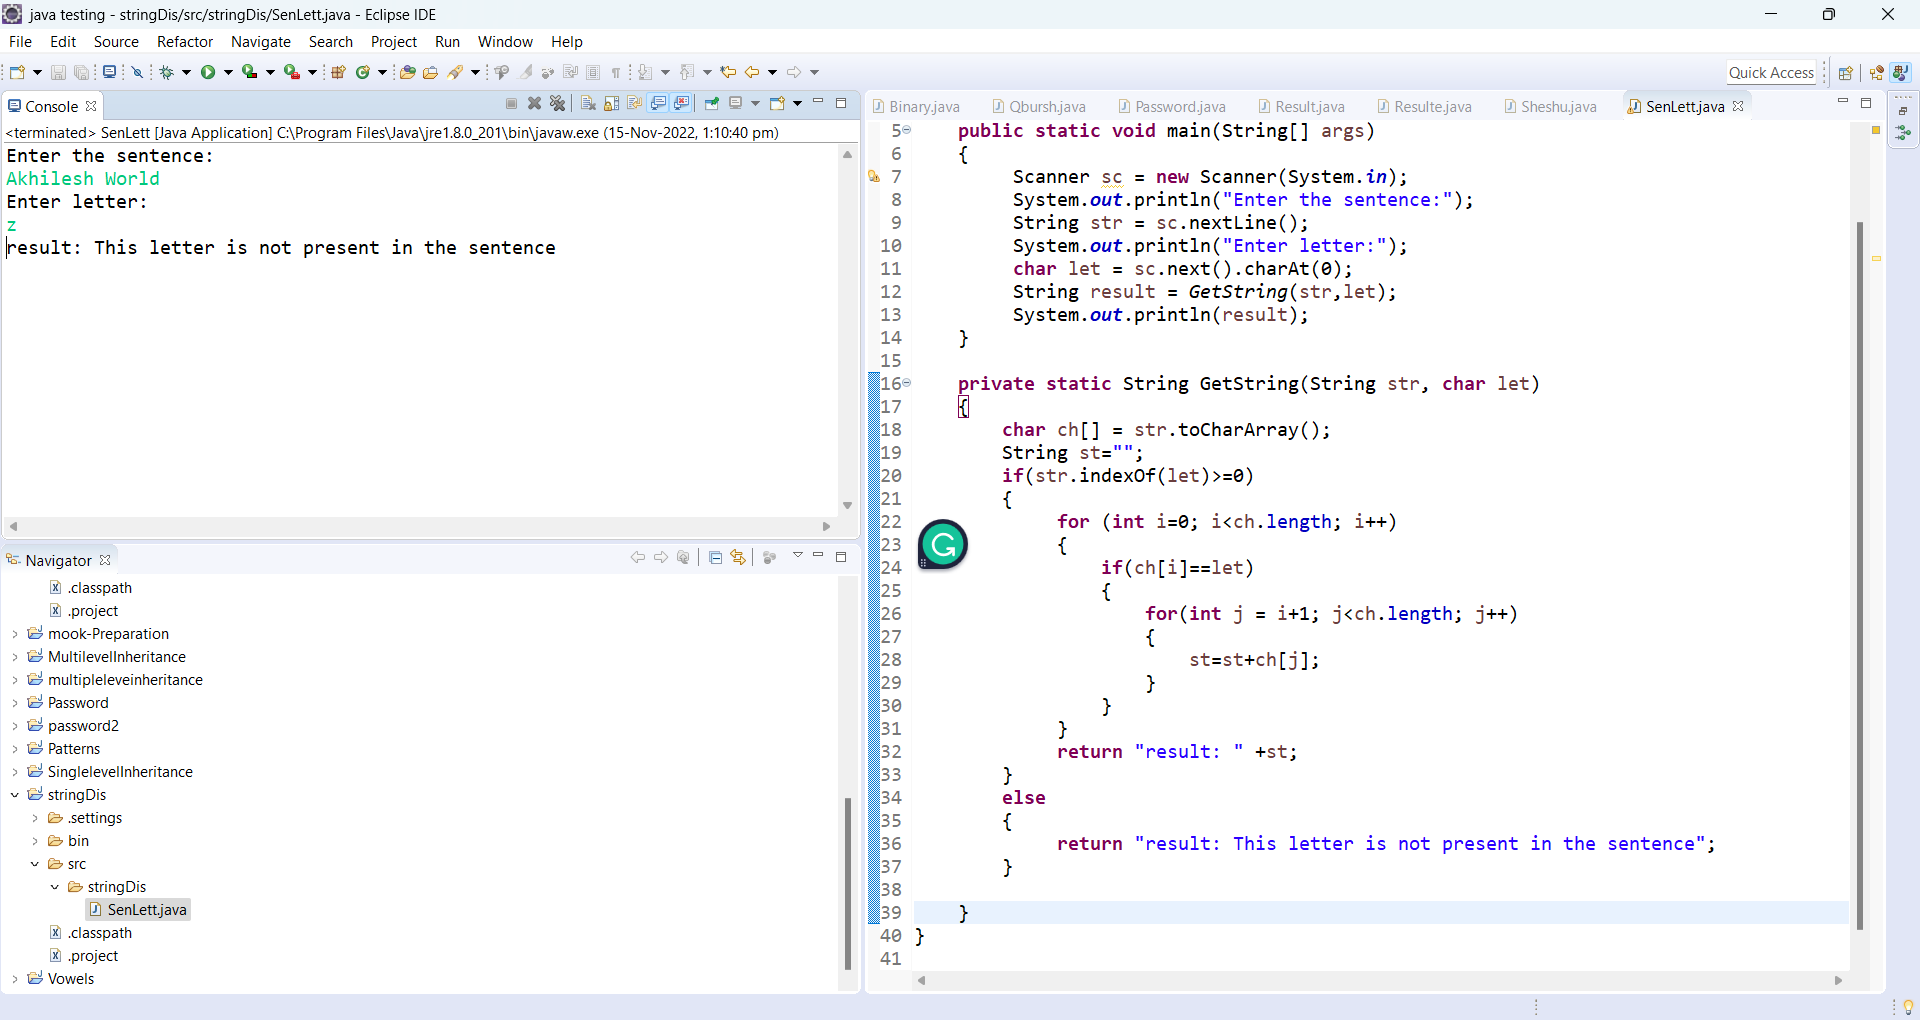 java testing - stringDis/src/stringDis/SenLett.java - Eclipse IDE
File Edit Source Refactor Navigate Search Project Run Window Help
Quick Access
Console
<terminated> SenLett [Java Application] C:\Program Files\Java\jre1.8.0_201\bin\javaw.exe (15-Nov-2022, 1:10:40 pm)
Enter the sentence:
Akhilesh World
Enter letter:
z
result: This letter is not present in the sentence
Navigator
.classpath
.project
mook-Preparation
MultilevelInheritance
multipleleveinheritance
Password
password2
Patterns
SinglelevelInheritance
stringDis
.settings
bin
src
stringDis
SenLett.java
.classpath
.project
Vowels
Binary.java Qbursh.java Password.java Result.java Resulte.java Sheshu.java SenLett.java
5 public static void main(String[] args)
6 {
7 Scanner sc = new Scanner(System.in);
8 System.out.println("Enter the sentence:");
9 String str = sc.nextLine();
10 System.out.println("Enter letter:");
11 char let = sc.next().charAt(0);
12 String result = GetString(str,let);
13 System.out.println(result);
14 }
15
16 private static String GetString(String str, char let)
17 {
18 char ch[] = str.toCharArray();
19 String st="";
20 if(str.indexOf(let)>=0)
21 {
22 for (int i=0; i<ch.length; i++)
23 {
24 if(ch[i]==let)
25 {
26 for(int j = i+1; j<ch.length; j++)
27 {
28 st=st+ch[j];
29 }
30 }
31 }
32 return "result: " +st;
33 }
34 else
35 {
36 return "result: This letter is not present in the sentence";
37 }
38
39 }
40 }
41